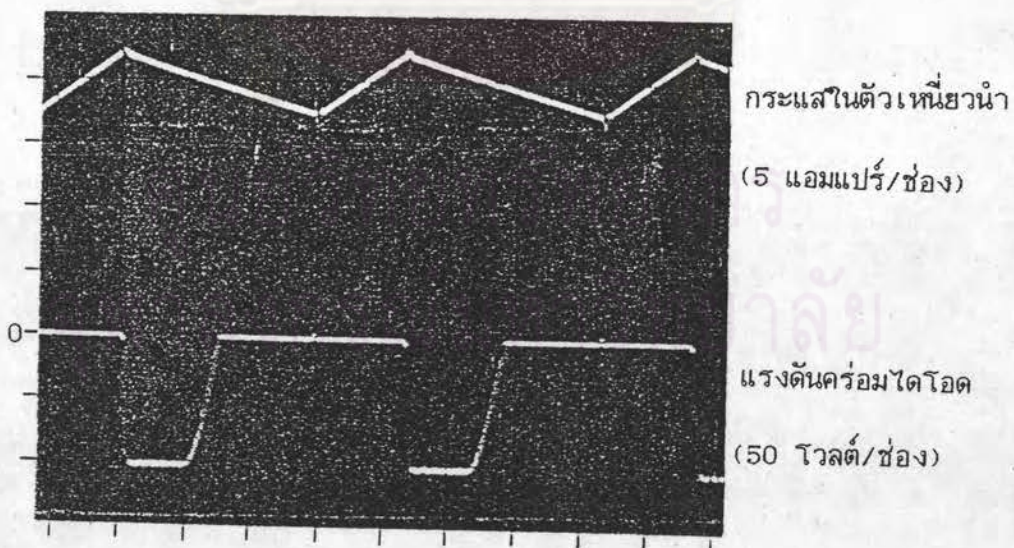 กระแสในตัวเหนี่ยวนำ
(5 แอมแปร์/ช่อง)
0
แรงดันคร่อมไดโอด
(50 โวลต์/ช่อง)